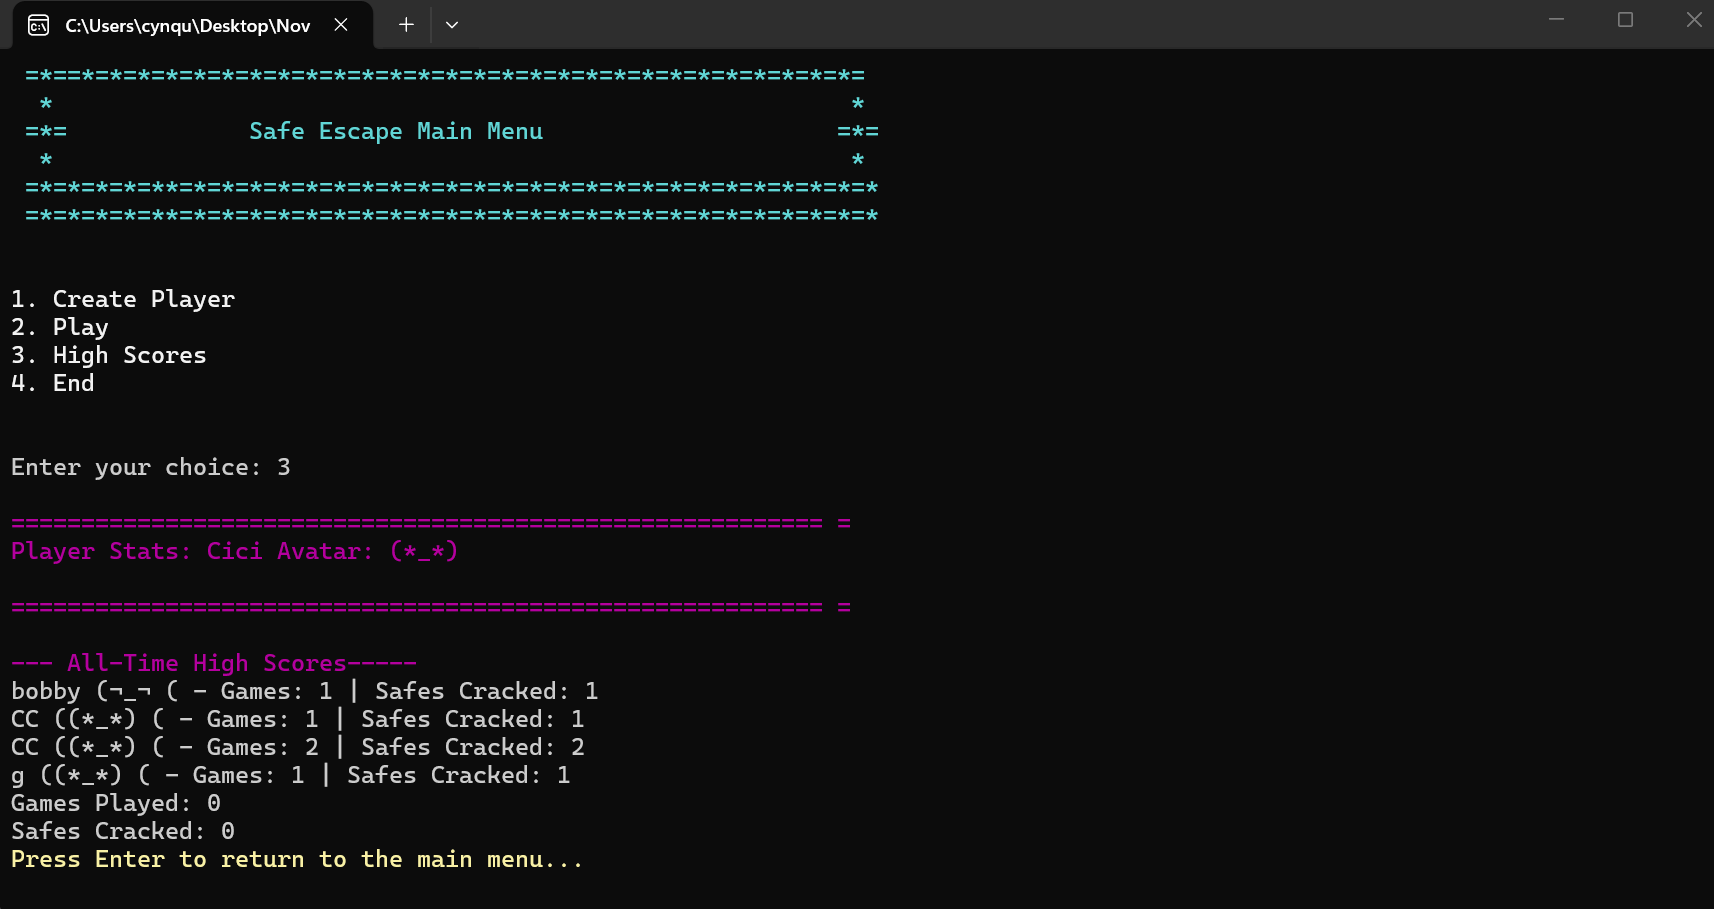 =*==*=*=*=*=*=*=*=*=*=*=*=*=*=*=*=*=*=*=*=*=*=*=*=*=*=*=*=*=
* *
=*= Safe Escape Main Menu =*=
* *
=*=*=*=*=**=*=*=*=*=*=*=*=*=*=*=*=*=*=*=*=*=*=*=*=*=*=*=*=*=*
=*=*=*=*=**=*=*=*=*=*=*=*=*=*=*=*=*=*=*=*=*=*=*=*=*=*=*=*=*=*
1. Create Player
2. Play
3. High Scores
4. End
Enter your choice: 3
========================================================== =
Player Stats: Cici Avatar: (*_*)
========================================================== =
--- All-Time High Scores-----
bobby (¬_¬ ( - Games: 1 | Safes Cracked: 1
CC ((*_*) ( - Games: 1 | Safes Cracked: 1
CC ((*_*) ( - Games: 2 | Safes Cracked: 2
g ((*_*) ( - Games: 1 | Safes Cracked: 1
Games Played: 0
Safes Cracked: 0
Press Enter to return to the main menu...
C:\Users\cynqu\Desktop\Nov